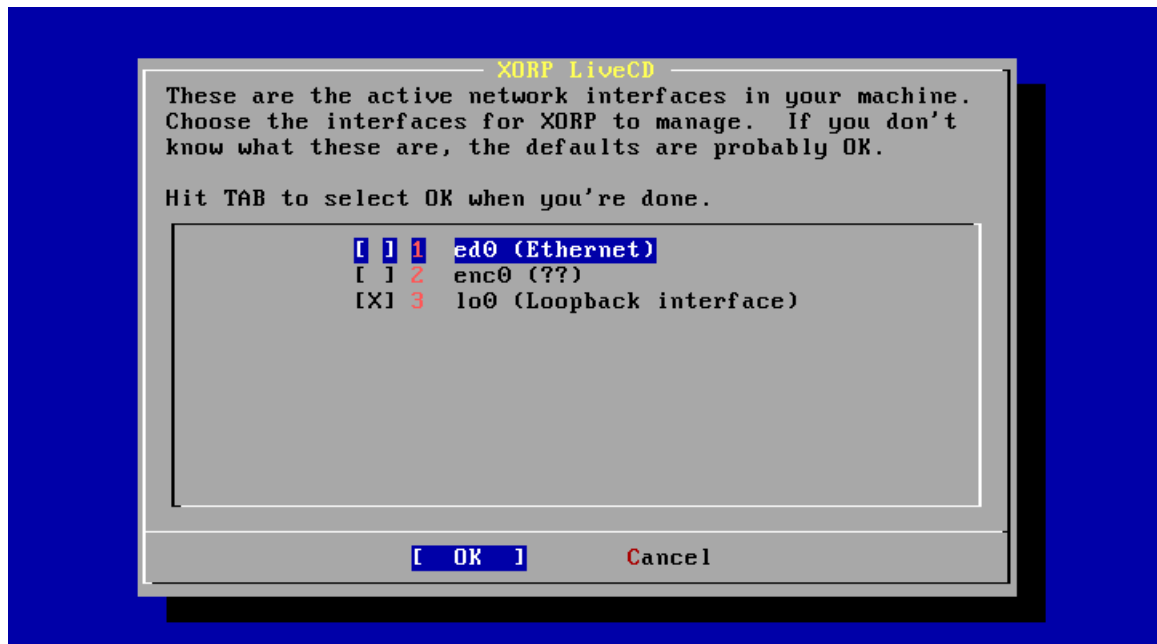 XORP LiveCD
These are the active network interfaces in your machine.
Choose the interfaces for XORP to manage.  If you don't
know what these are, the defaults are probably OK.
Hit TAB to select OK when you're done.
[ ] 1  ed0 (Ethernet)
[ ] 2  enc0 (??)
[X] 3  lo0 (Loopback interface)
[  OK  ]  Cancel